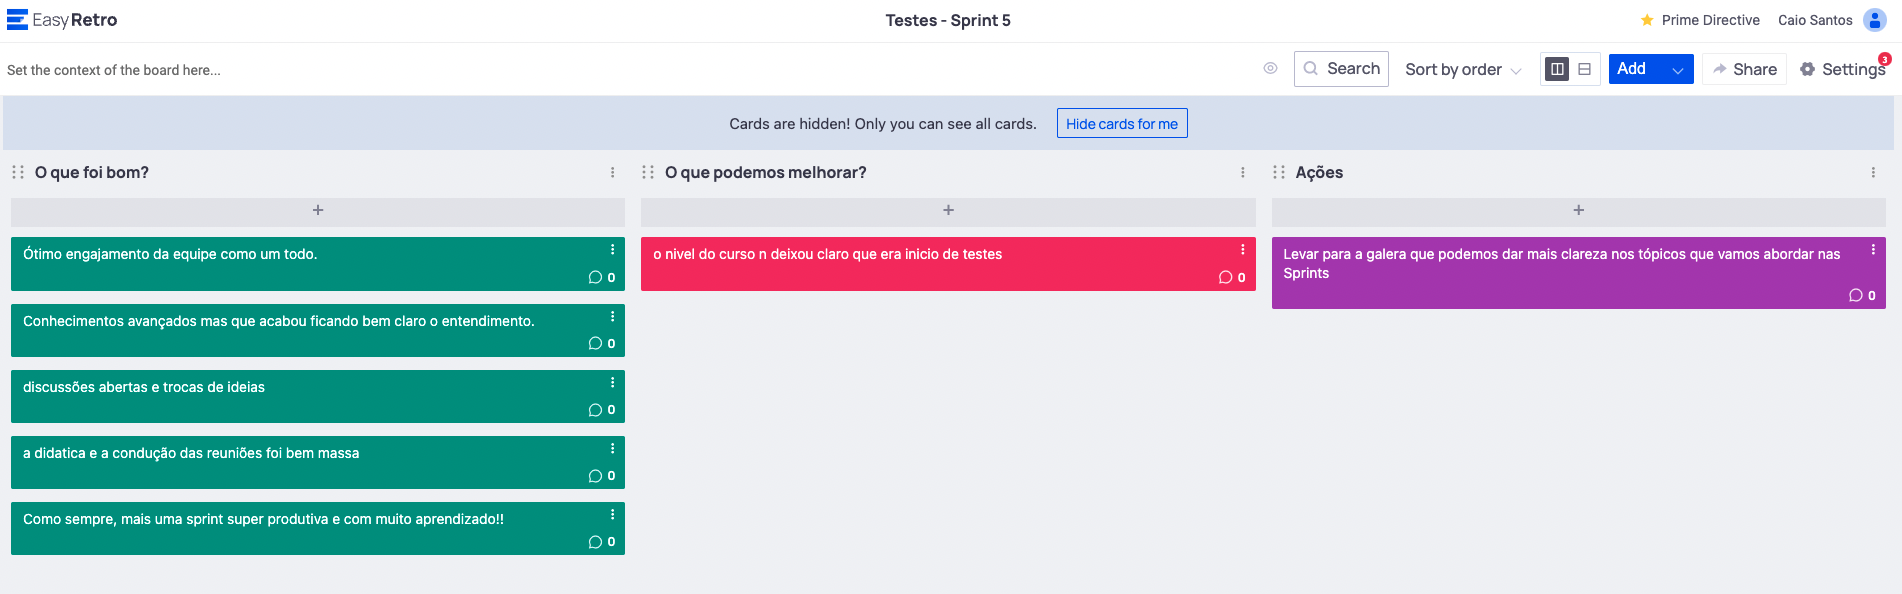 EasyRetro
Testes - Sprint 5
Prime Directive
Caio Santos
Set the context of the board here...
Search
Sort by order
Add
Share
Settings
3
Cards are hidden! Only you can see all cards.
Hide cards for me
O que foi bom?
+
Ótimo engajamento da equipe como um todo.
0
Conhecimentos avançados mas que acabou ficando bem claro o entendimento.
0
discussões abertas e trocas de ideias
0
a didatica e a condução das reuniões foi bem massa
0
Como sempre, mais uma sprint super produtiva e com muito aprendizado!!
0
O que podemos melhorar?
+
o nivel do curso n deixou claro que era inicio de testes
0
Ações
+
Levar para a galera que podemos dar mais clareza nos tópicos que vamos abordar nas
Sprints
0